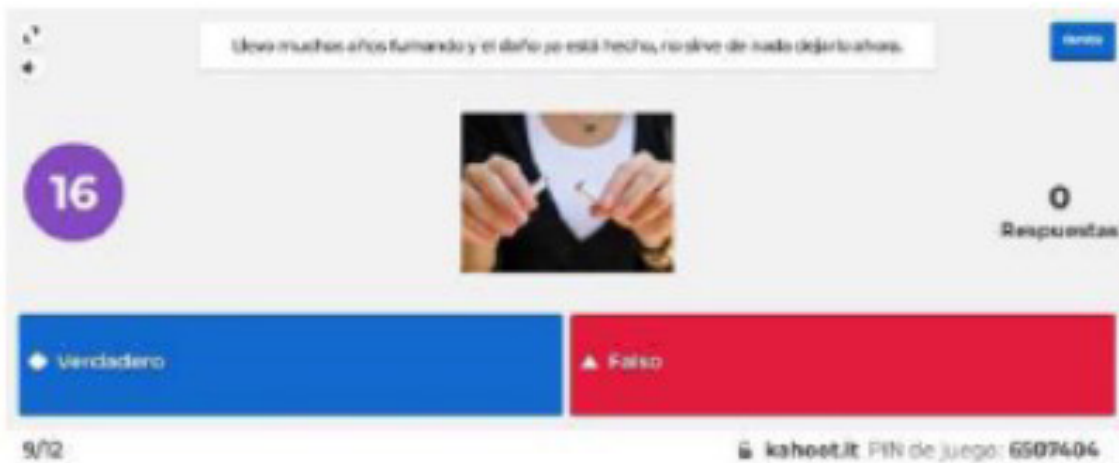 Llevo muchos años fumando y el daño ya está hecho, no sirve de nada dejarlo ahora.
16
0
Respuestas
Verdadero
Falso
9/12
kahoot.it PIN de juego: 6507404